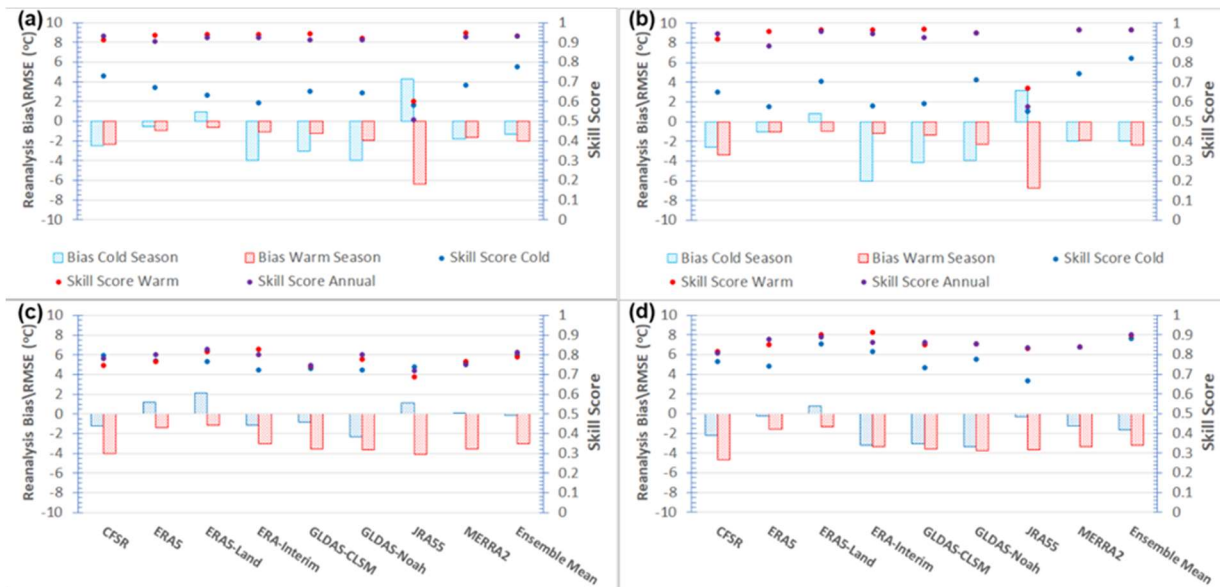 (a)
Reanalysis Bias\RMSE (°C)
10
8
6
4
2
0
-2
-4
-6
-8
-10
1
0.9
0.8
0.7
0.6
0.5
0.4
0.3
0.2
0.1
0
Skill Score
Bias Cold Season
Bias Warm Season
Skill Score Cold
Skill Score Warm
Skill Score Annual
(b)
Reanalysis Bias\RMSE (°C)
10
8
6
4
2
0
-2
-4
-6
-8
-10
1
0.9
0.8
0.7
0.6
0.5
0.4
0.3
0.2
0.1
0
Skill Score
Bias Cold Season
Bias Warm Season
Skill Score Cold
Skill Score Warm
Skill Score Annual
(c)
Reanalysis Bias\RMSE (°C)
10
8
6
4
2
0
-2
-4
-6
-8
-10
1
0.9
0.8
0.7
0.6
0.5
0.4
0.3
0.2
0.1
0
Skill Score
CFSR
ERA5
ERA5-Land
ERA-Interim
GLDAS-CLSM
GLDAS-Noah
JRA55
MERRA2
Ensemble Mean
(d)
Reanalysis Bias\RMSE (°C)
10
8
6
4
2
0
-2
-4
-6
-8
-10
1
0.9
0.8
0.7
0.6
0.5
0.4
0.3
0.2
0.1
0
Skill Score
CFSR
ERA5
ERA5-Land
ERA-Interim
GLDAS-CLSM
GLDAS-Noah
JRA55
MERRA2
Ensemble Mean